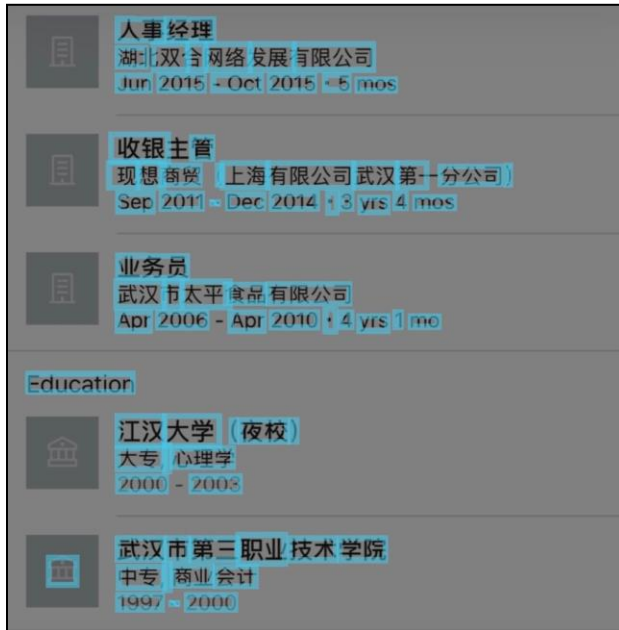 人事经理
湖北双合网络发展有限公司
Jun 2015 - Oct 2015 · 5 mos
收银主管
现想商贸（上海有限公司武汉第一分公司）
Sep 2011 - Dec 2014 · 3 yrs 4 mos
业务员
武汉市太平食品有限公司
Apr 2006 - Apr 2010 · 4 yrs 1 mo
Education
江汉大学（夜校）
大专, 心理学
2000 - 2003
武汉市第三职业技术学院
中专, 商业会计
1997 - 2000